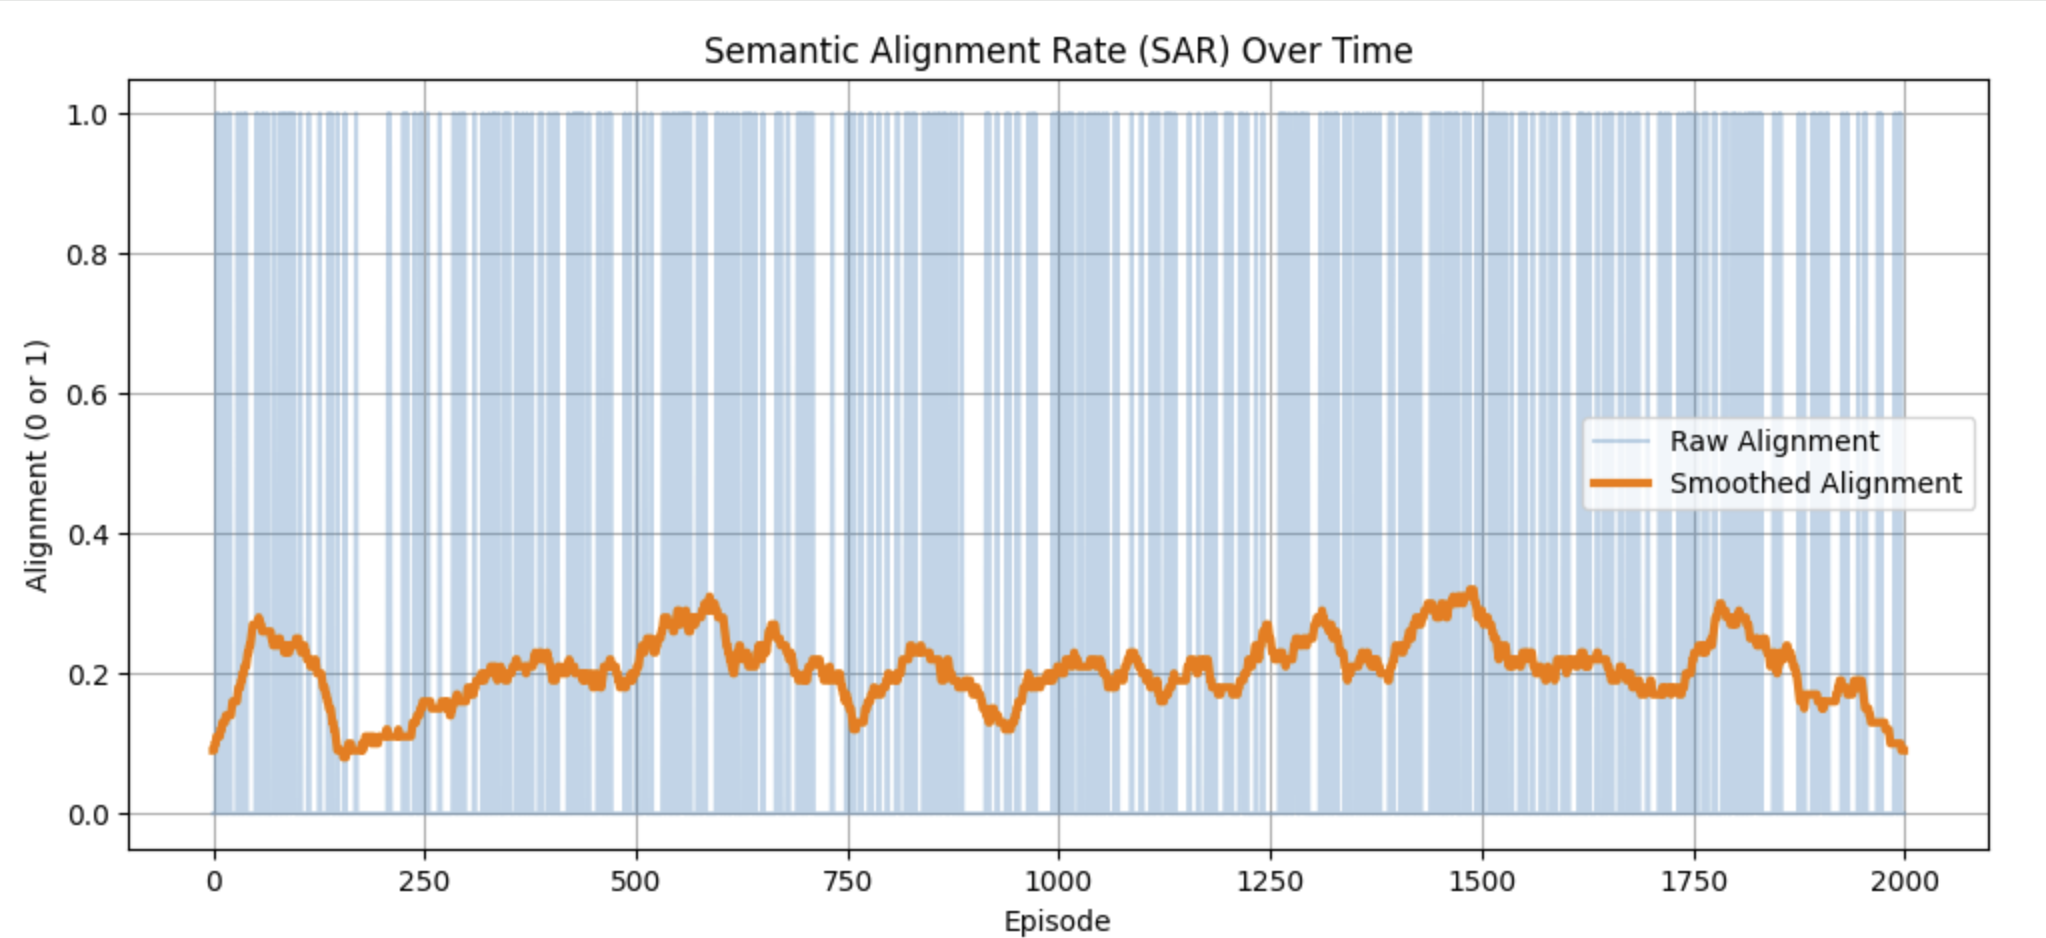 Semantic Alignment Rate (SAR) Over Time
Alignment (0 or 1)
1.0
0.8
0.6
0.4
0.2
0.0
Raw Alignment
Smoothed Alignment
0 250 500 750 1000 1250 1500 1750 2000
Episode